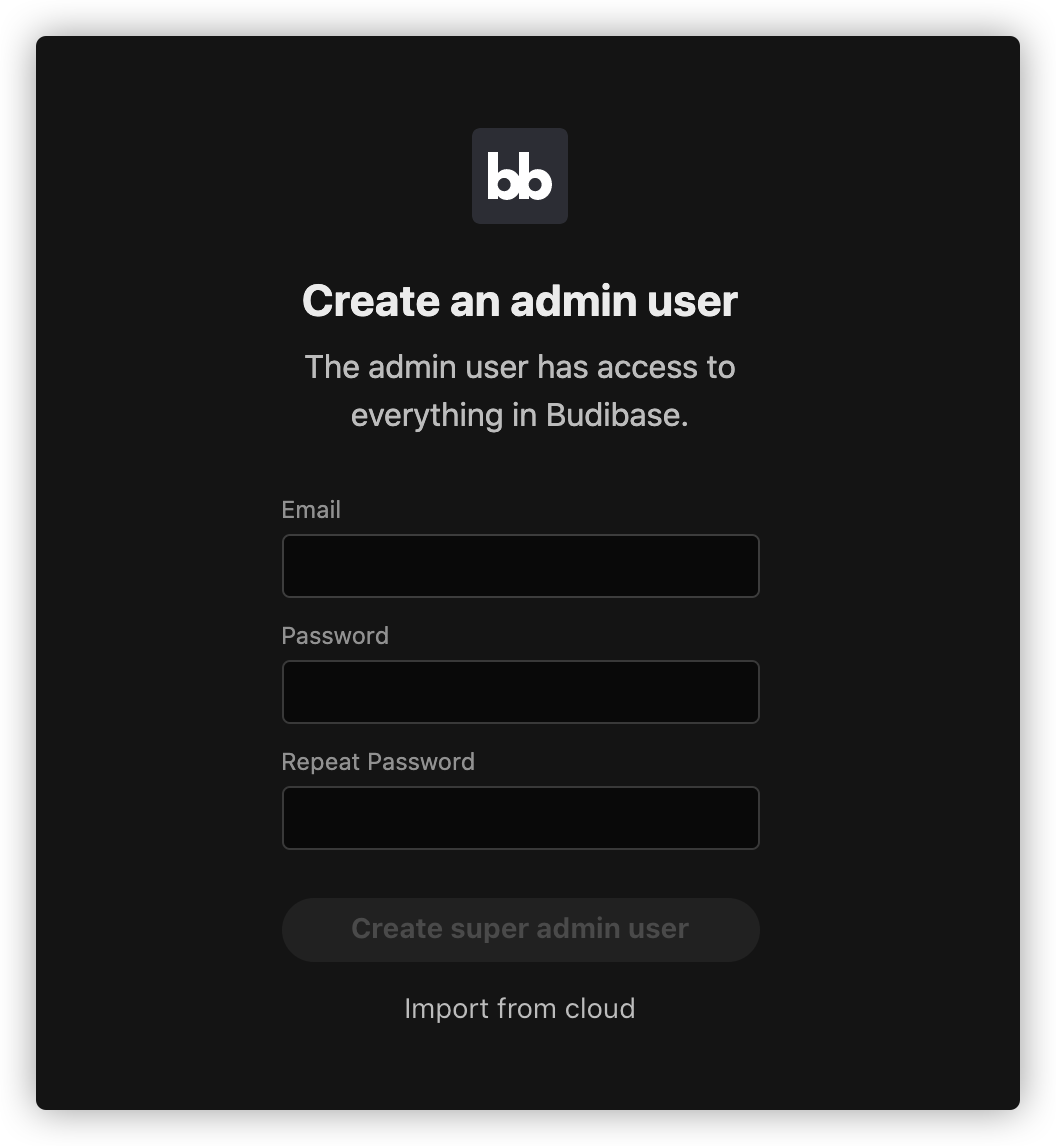 bb
Create an admin user
The admin user has access to
everything in Budibase.
Email
Password
Repeat Password
Create super admin user
Import from cloud